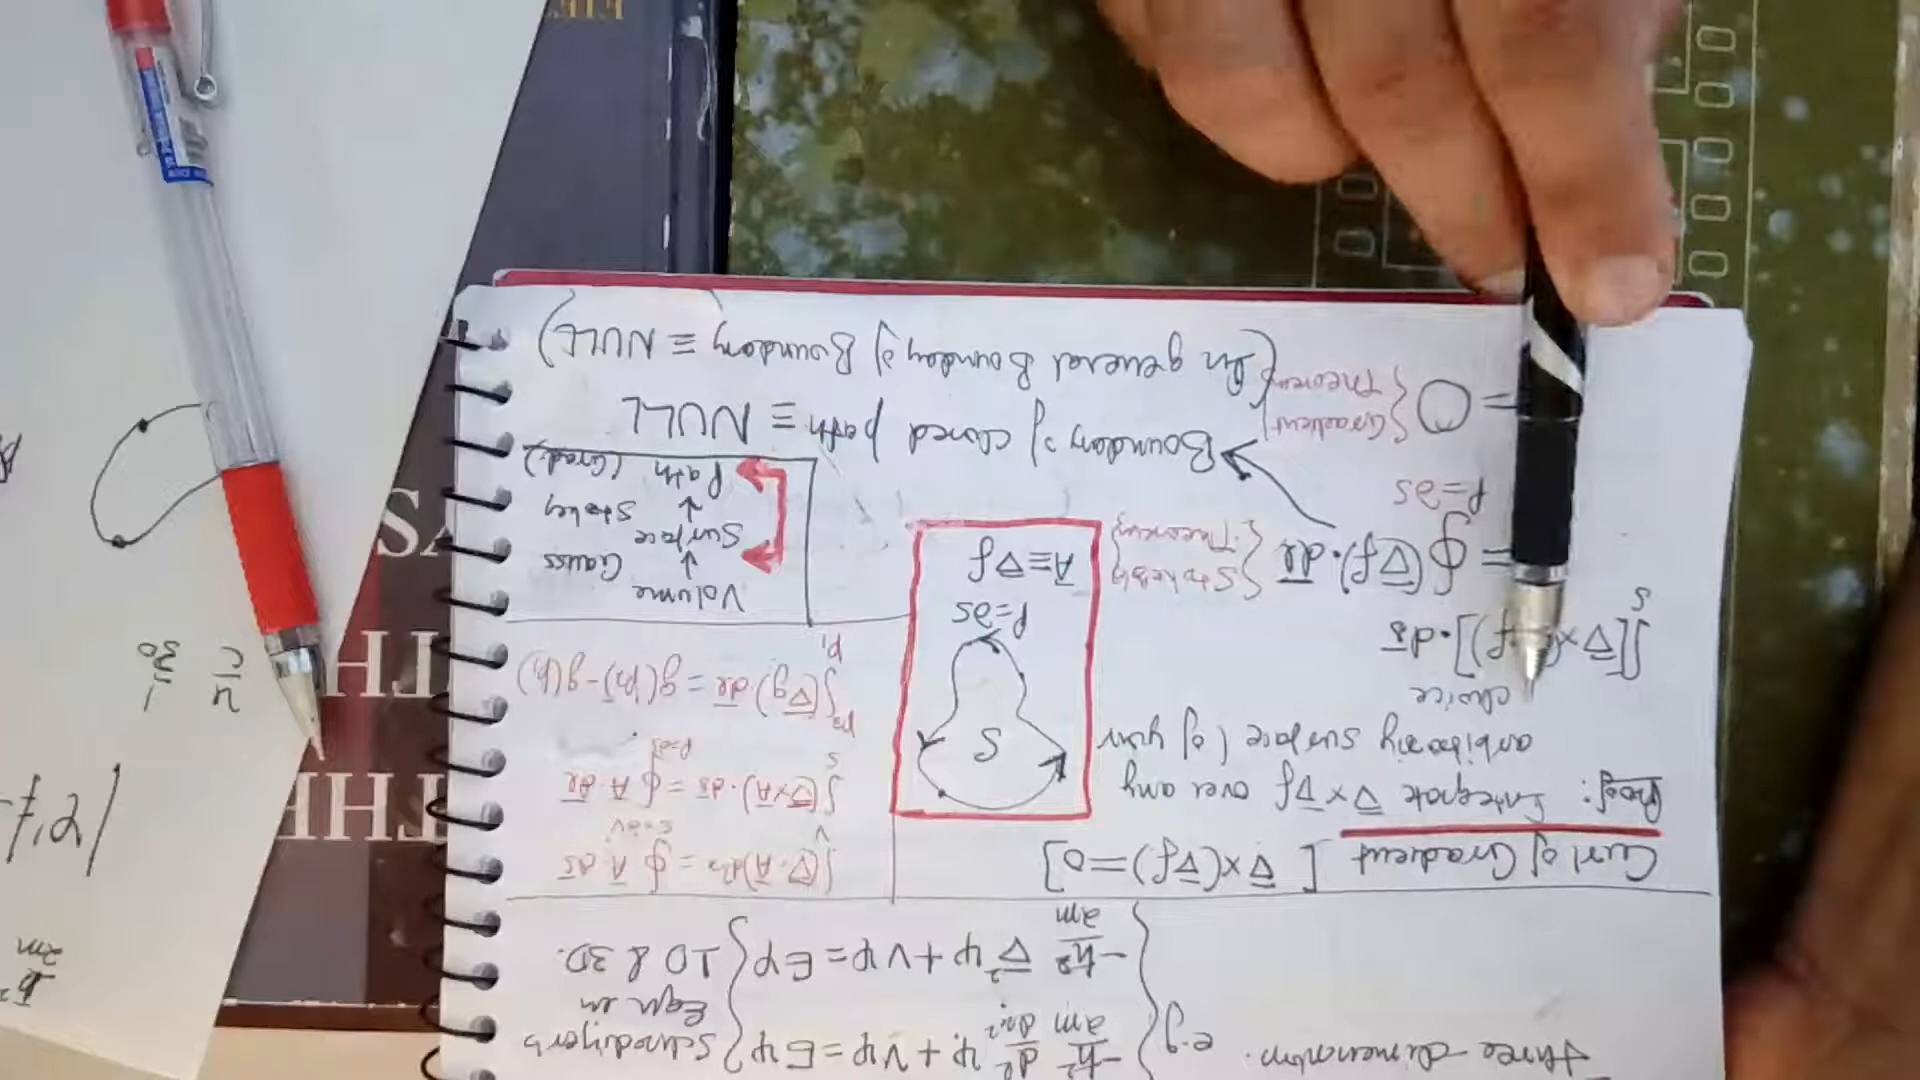 three-dimension.
e.g. { -ħ²/2m d²/dx² ψ + Vψ = Eψ
-ħ²/2m ∇²ψ + Vψ = Eψ } Schrodinger's Eqn in 1D & 3D.
Curl of Gradient [∇×(∇f)=0]
Proof: Integrate ∇×∇f over any
arbitrary surface (of your
choice
∬[∇×(∇f)]·ds
S
= ∮(∇f)·dl {Stokes's Theorem}
P=∂S
= 0 {Gradient Theorem}
S
P=∂S
A≡∇f
∫(∇·A)dv = ∮A·ds
V S=∂V
∫(∇×A)·ds = ∮A·dl
S P=∂S
∫(∇g)·dl = g(p₂)-g(p₁)
p₂
p₁
Volume
↓ Gauss
Surface
↓ Stokes
Path (Grad.)
Boundary of closed path ≡ NULL
(In general Boundary of Boundary ≡ NULL)